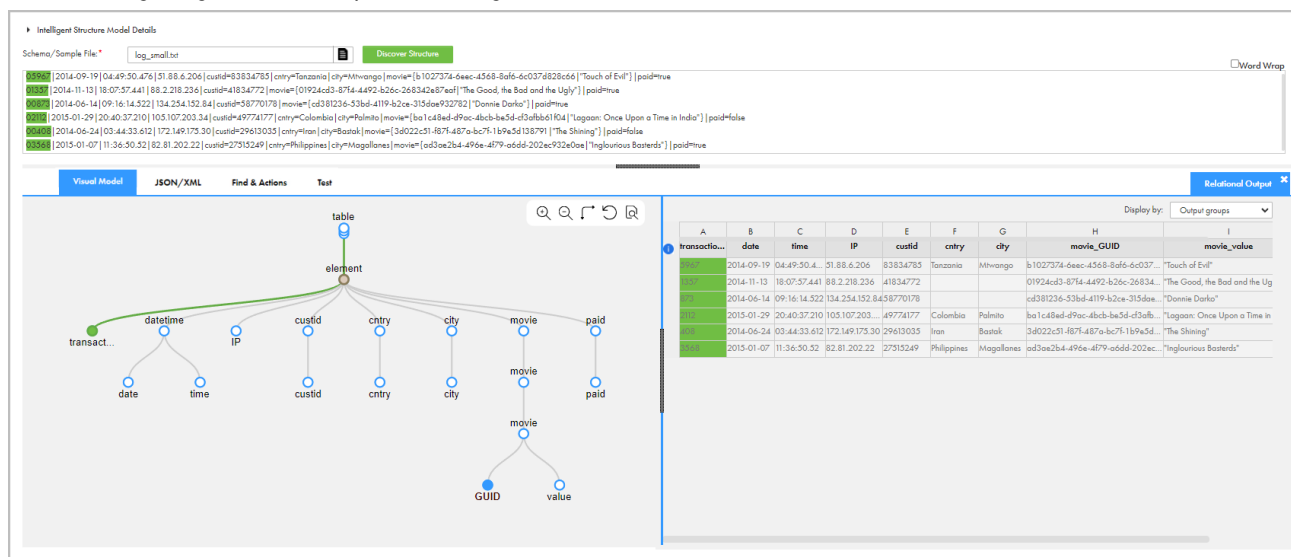 Intelligent Structure Model Details
Schema/Sample File:* log_small.txt Discover Structure
Word Wrap
05967|2014-09-19|04:49:50.476|51.88.6.206|custid=83834785|cntry=Tanzania|city=Mtwango|movie={b1027374-6eec-4568-8af6-6c037d828c66|"Touch of Evil"}|paid=true
01357|2014-11-13|18:07:57.441|88.2.218.236|custid=41834772|movie={01924cd3-87f4-4492-b26c-268342e87eaf|"The Good, the Bad and the Ugly"}|paid=true
00873|2014-06-14|09:16:14.522|134.254.152.84|custid=58770178|movie={cd381236-53bd-4119-b2ce-315dae932782|"Donnie Darko"}|paid=true
02112|2015-01-29|20:40:37.210|105.107.203.34|custid=49774177|cntry=Colombia|city=Palmito|movie={ba1c48ed-d9ac-4bcb-be5d-cf3afbb61f04|"Lagaan: Once Upon a Time in India"}|paid=false
00408|2014-06-24|03:44:33.612|172.149.175.30|custid=29613035|cntry=Iran|city=Bastak|movie={3d022c51-f87f-487a-bc7f-1b9e5d138791|"The Shining"}|paid=false
03568|2015-01-07|11:36:50.52|82.81.202.22|custid=27515249|cntry=Philippines|city=Magallanes|movie={ad3ae2b4-496e-4f79-a6dd-202ec932e0ae|"Inglourious Basterds"}|paid=true
Visual Model JSON/XML Find & Actions Test
Relational Output
Display by: Output groups
table
element
transact... datetime IP custid cntry city movie paid
date time custid cntry city movie paid
movie
GUID value
A B C D E F G H I
transactio... date time IP custid cntry city movie_GUID movie_value
5967 2014-09-19 04:49:50.4... 51.88.6.206 83834785 Tanzania Mtwango b1027374-6eec-4568-8af6-6c037... "Touch of Evil"
1357 2014-11-13 18:07:57.441 88.2.218.236 41834772 01924cd3-87f4-4492-b26c-26834... "The Good, the Bad and the Ug
873 2014-06-14 09:16:14.522 134.254.152.84 58770178 cd381236-53bd-4119-b2ce-315dae... "Donnie Darko"
2112 2015-01-29 20:40:37.210 105.107.203.... 49774177 Colombia Palmito ba1c48ed-d9ac-4bcb-be5d-cf3afb... "Lagaan: Once Upon a Time in
408 2014-06-24 03:44:33.612 172.149.175.30 29613035 Iran Bastak 3d022c51-f87f-487a-bc7f-1b9e5d... "The Shining"
3568 2015-01-07 11:36:50.52 82.81.202.22 27515249 Philippines Magallanes ad3ae2b4-496e-4f79-a6dd-202ec... "Inglourious Basterds"